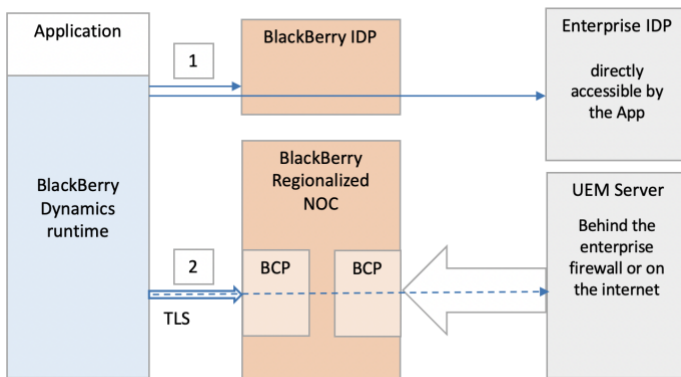 Application
BlackBerry
Dynamics
runtime
1
2
TLS
BlackBerry IDP
BlackBerry
Regionalized
NOC
BCP
BCP
Enterprise IDP
directly
accessible by
the App
UEM Server
Behind the
enterprise
firewall or on
the internet